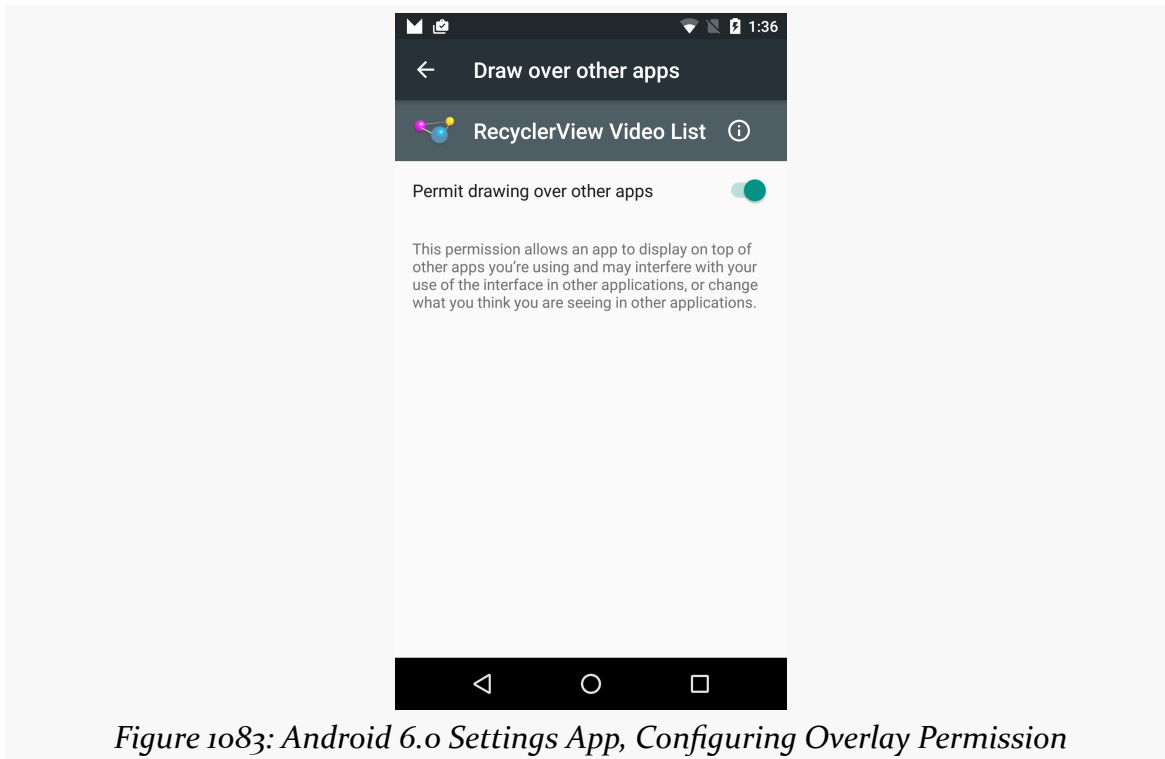 1:36
Draw over other apps
RecyclerView Video List
Permit drawing over other apps
This permission allows an app to display on top of
other apps you're using and may interfere with your
use of the interface in other applications, or change
what you think you are seeing in other applications.
Figure 1083: Android 6.0 Settings App, Configuring Overlay Permission